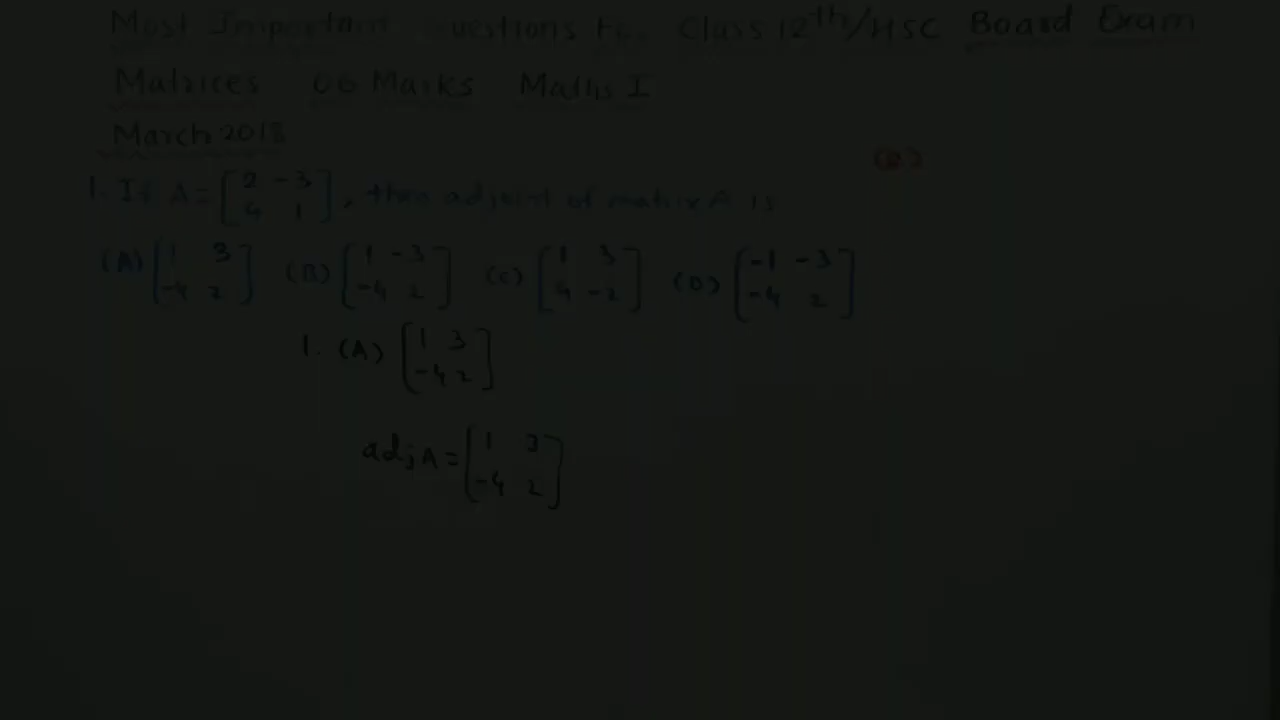 Most Important Questions for Class 12th/HSC Board Exam
Matrices 06 Marks Maths I
March 2018
(2)
1. If A = [2 -3
4 1], then adjoint of matrix A is
(A) [1 3 (B) [1 -3 (C) [1 3 (D) [-1 -3
-4 2] -4 2] 4 -2] -4 2]
1. (A) [1 3
-4 2]
adj A = [1 3
-4 2]